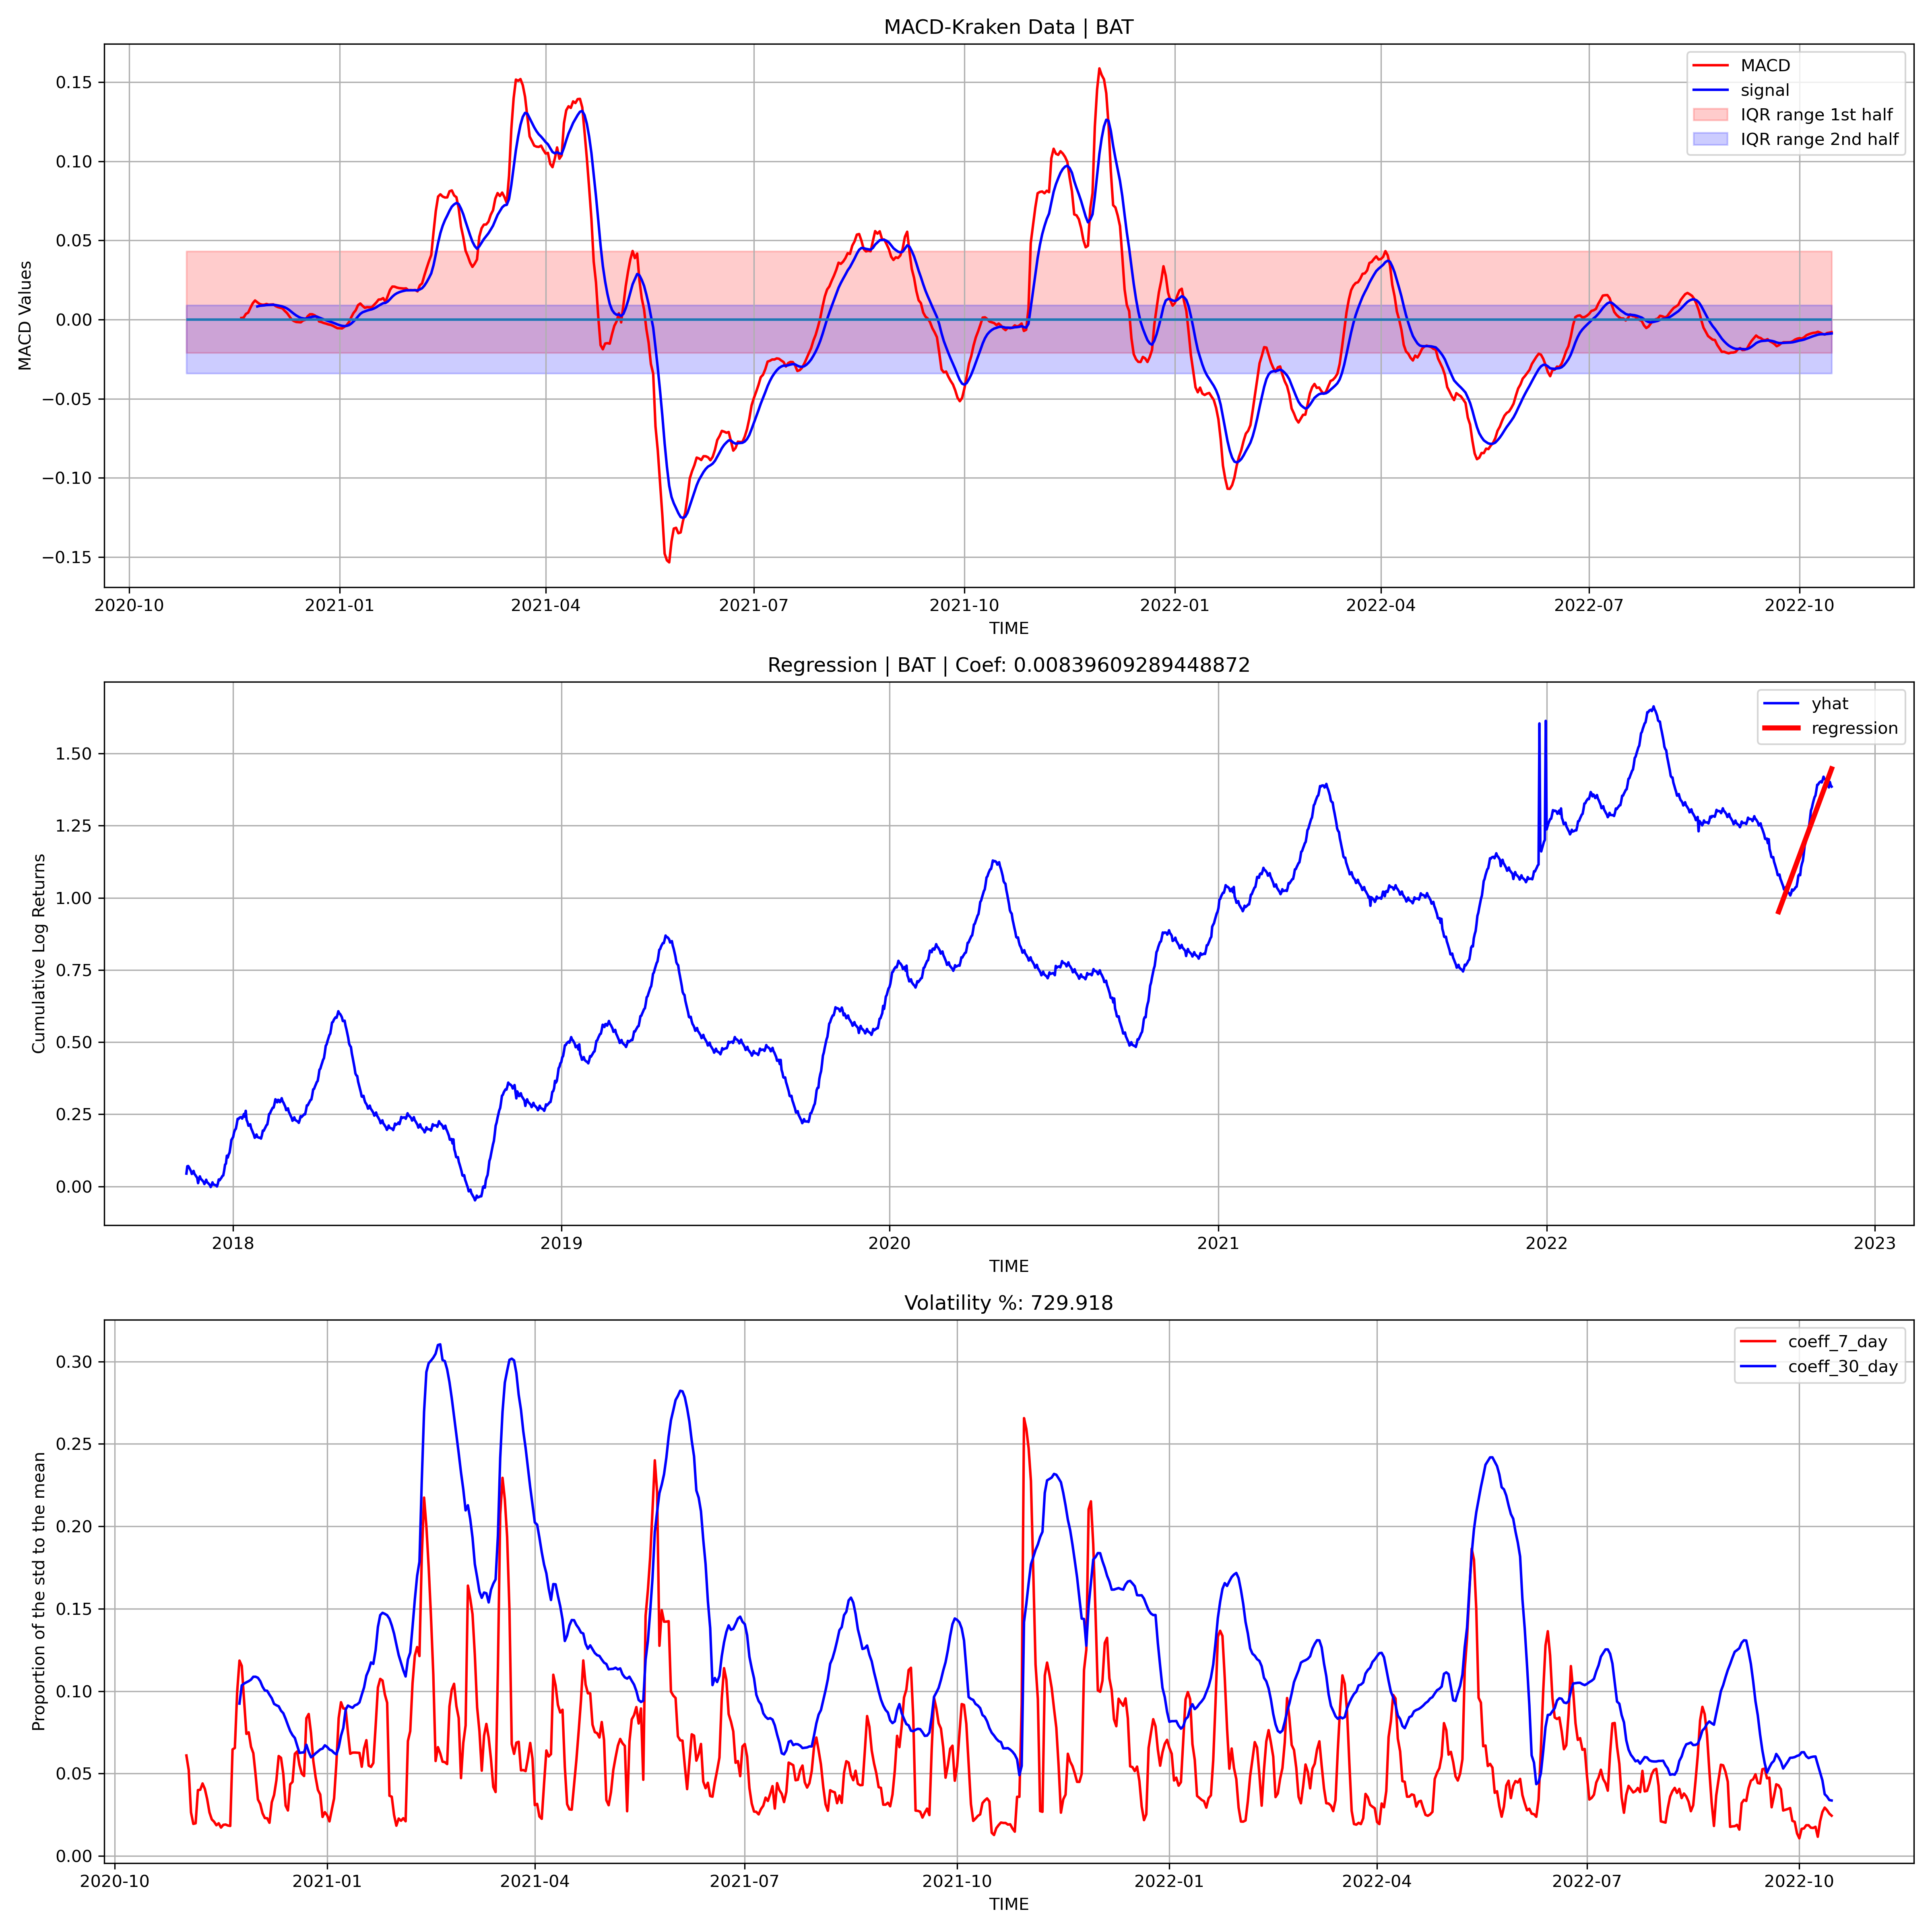 MACD-Kraken Data | BAT
MACD Values
0.15
0.10
0.05
0.00
−0.05
−0.10
−0.15
MACD
signal
IQR range 1st half
IQR range 2nd half
2020-10 2021-01 2021-04 2021-07 2021-10 2022-01 2022-04 2022-07 2022-10
TIME
Regression | BAT | Coef: 0.00839609289448872
Cumulative Log Returns
1.50
1.25
1.00
0.75
0.50
0.25
0.00
yhat
regression
2018 2019 2020 2021 2022 2023
TIME
Volatility %: 729.918
Proportion of the std to the mean
0.30
0.25
0.20
0.15
0.10
0.05
0.00
coeff_7_day
coeff_30_day
2020-10 2021-01 2021-04 2021-07 2021-10 2022-01 2022-04 2022-07 2022-10
TIME